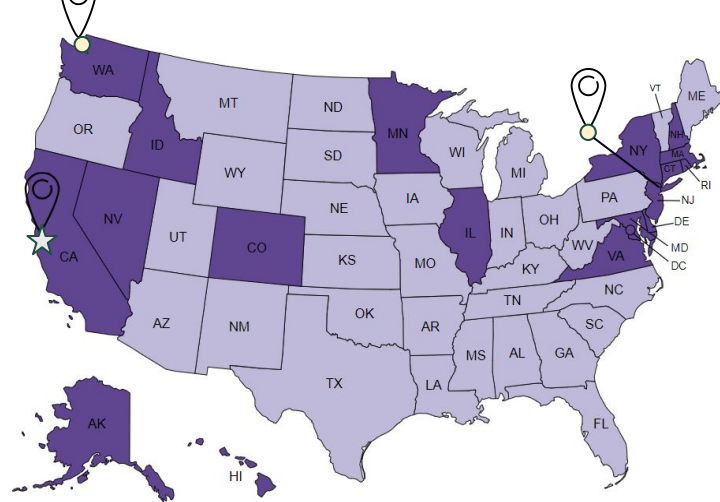 WA
MT
ND
MN
VT
ME
OR
ID
SD
WI
MI
NY
NH
MA
CT
RI
WY
IA
PA
NJ
NV
NE
IL
IN
OH
DE
UT
CO
KS
MO
WV
VA
MD
DC
CA
KY
AZ
NM
OK
AR
TN
NC
SC
MS
AL
GA
TX
LA
FL
AK
HI